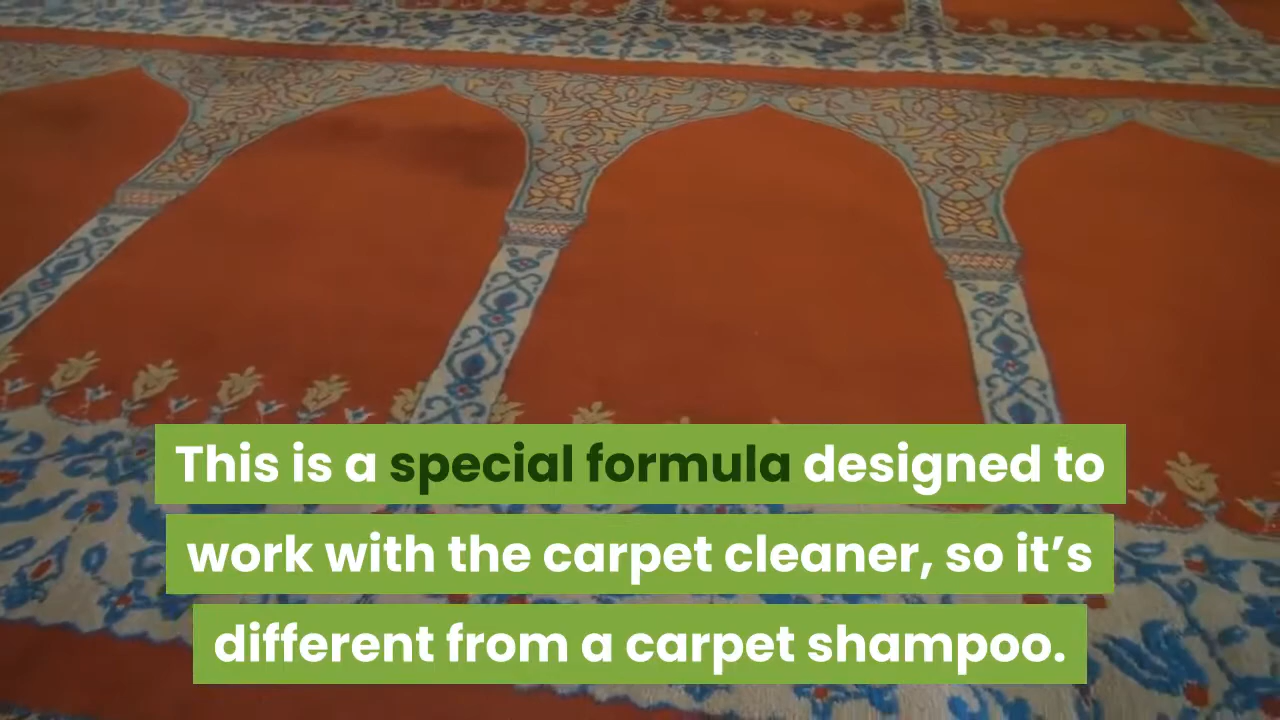 This is a special formula designed to
work with the carpet cleaner, so it’s
different from a carpet shampoo.